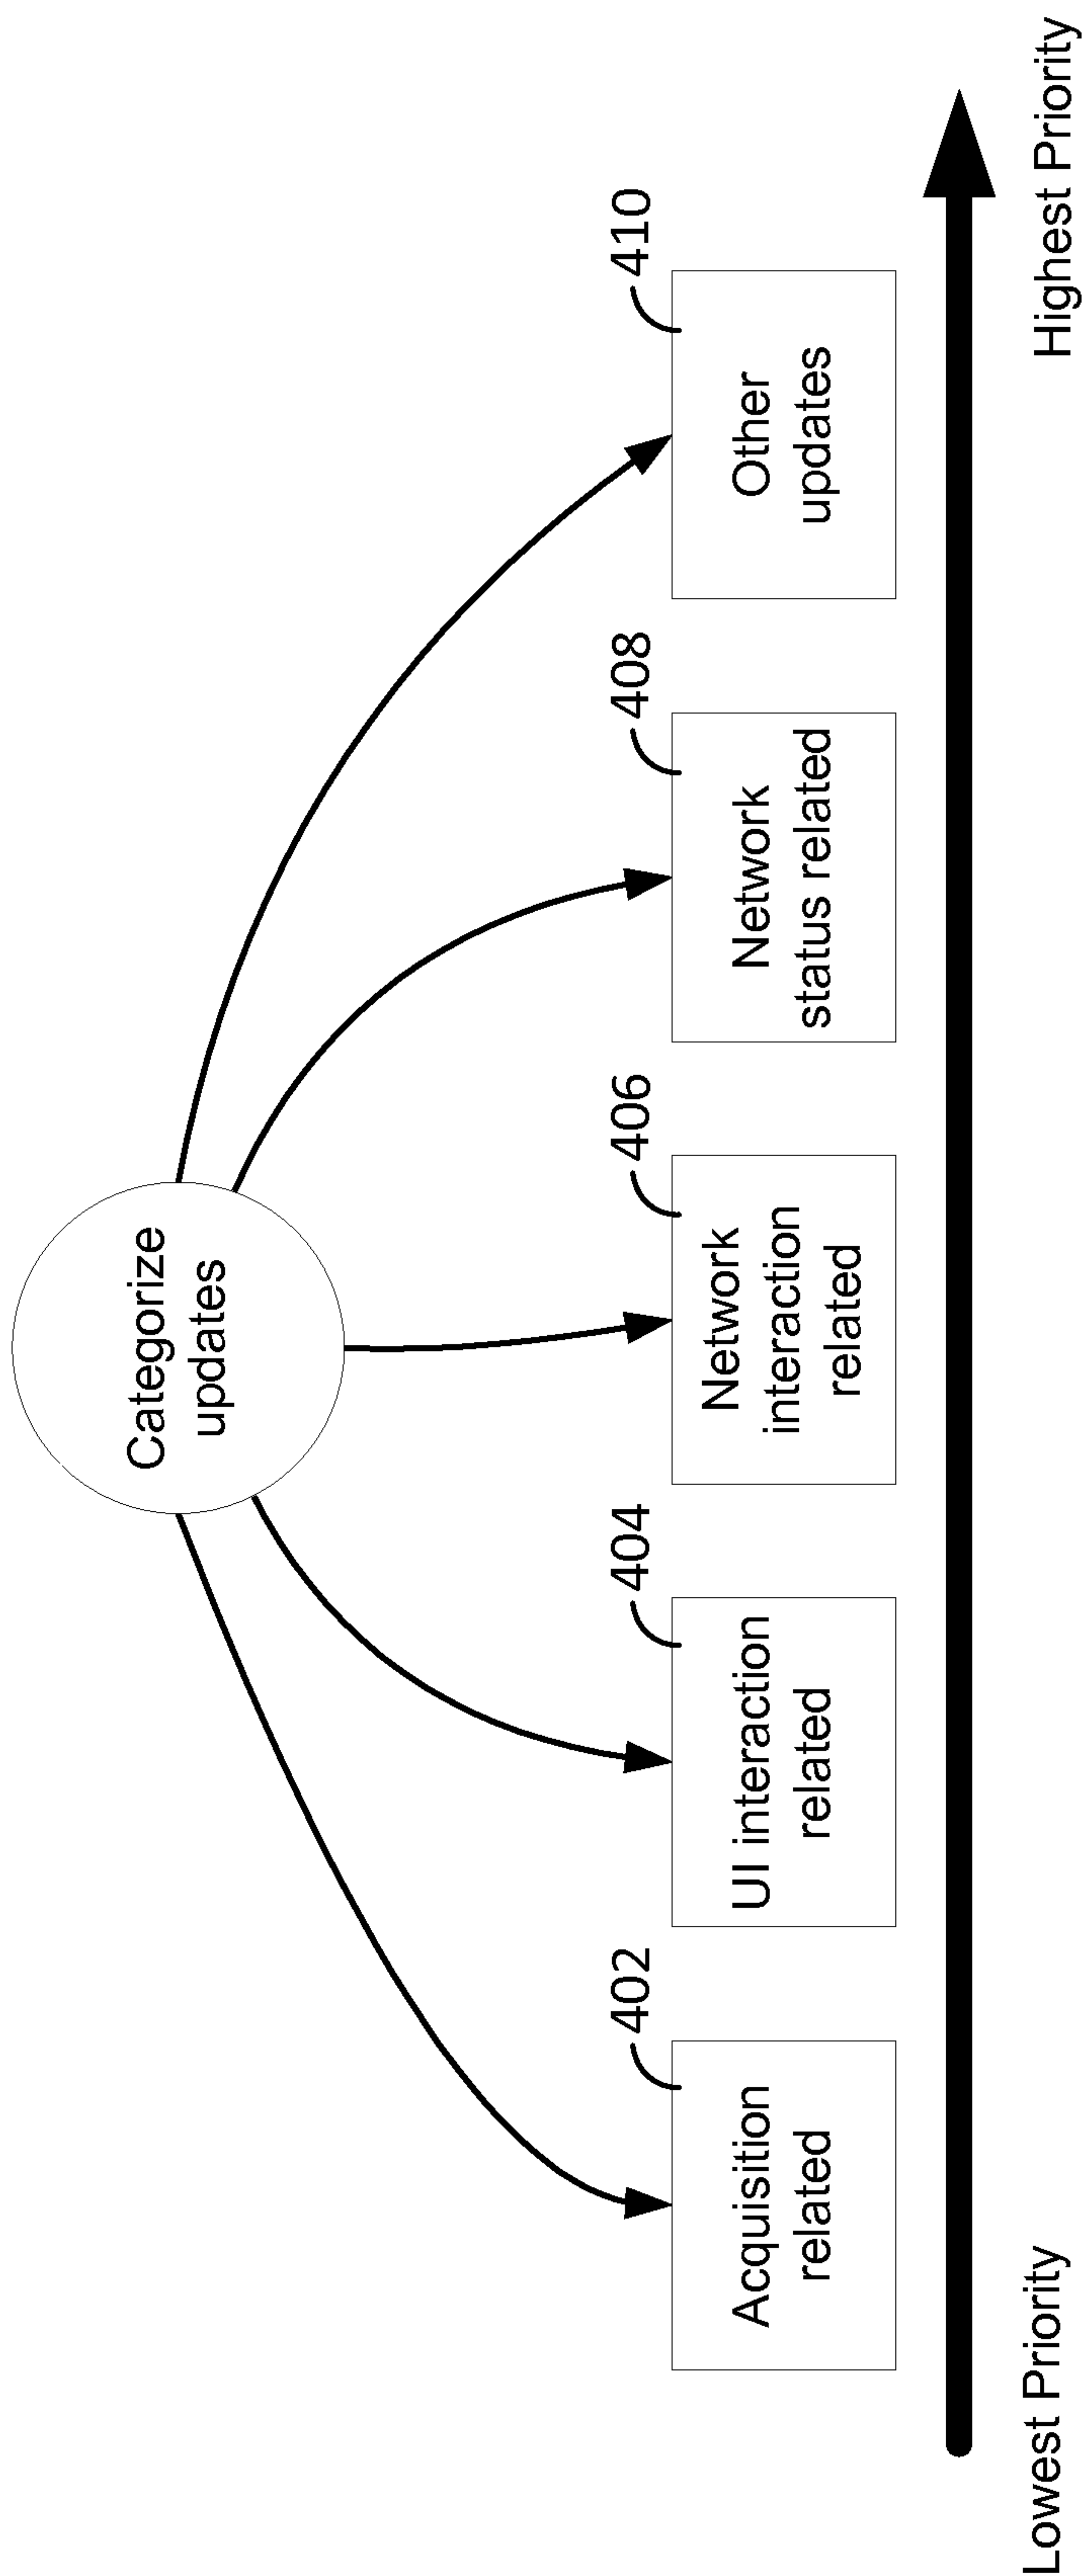 Categorize
updates
402
404
406
408
410
Acquisition
related
UI interaction
related
Network
interaction
related
Network
status related
Other
updates
Lowest Priority
Highest Priority